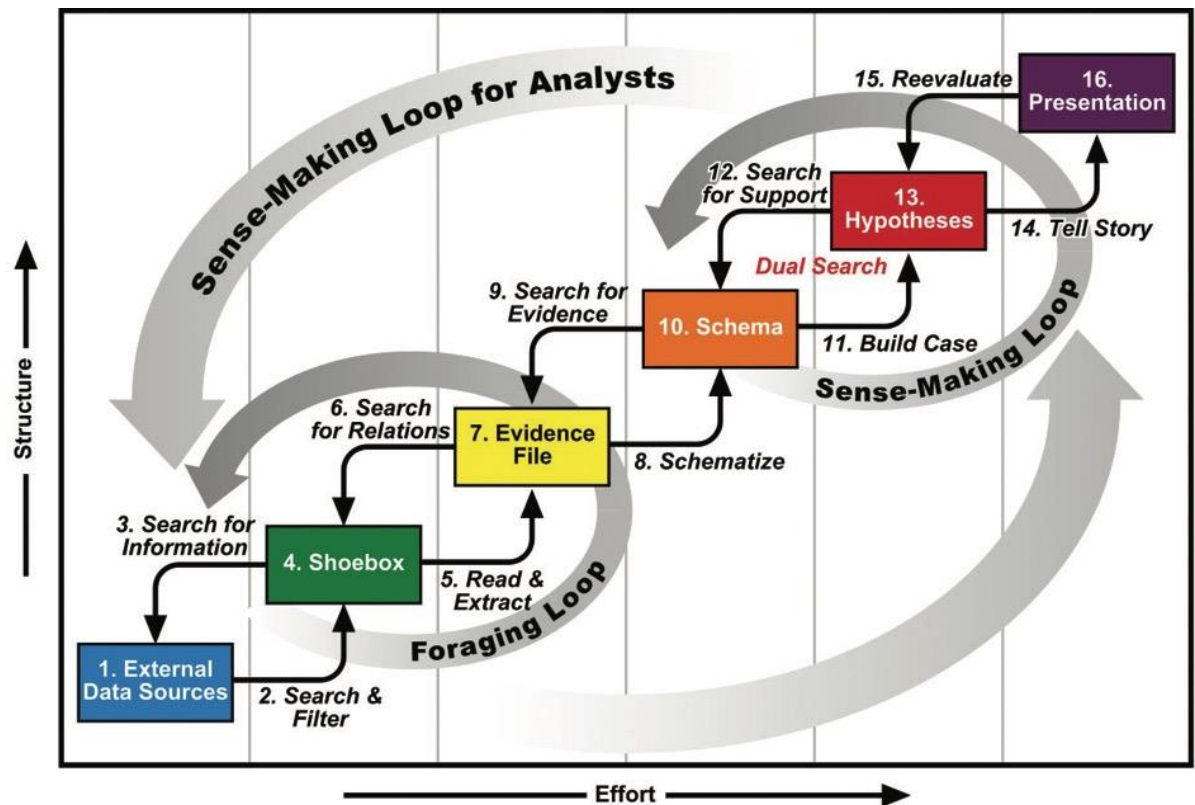 Sense-Making Loop for Analysts
15. Reevaluate
16.
Presentation
12. Search
for Support
13.
Hypotheses
14. Tell Story
Dual Search
9. Search for
Evidence
10. Schema
11. Build Case
Sense-Making Loop
6. Search
for Relations
7. Evidence
File
8. Schematize
3. Search for
Information
4. Shoebox
5. Read &
Extract
Foraging Loop
1. External
Data Sources
2. Search &
Filter
Structure
Effort